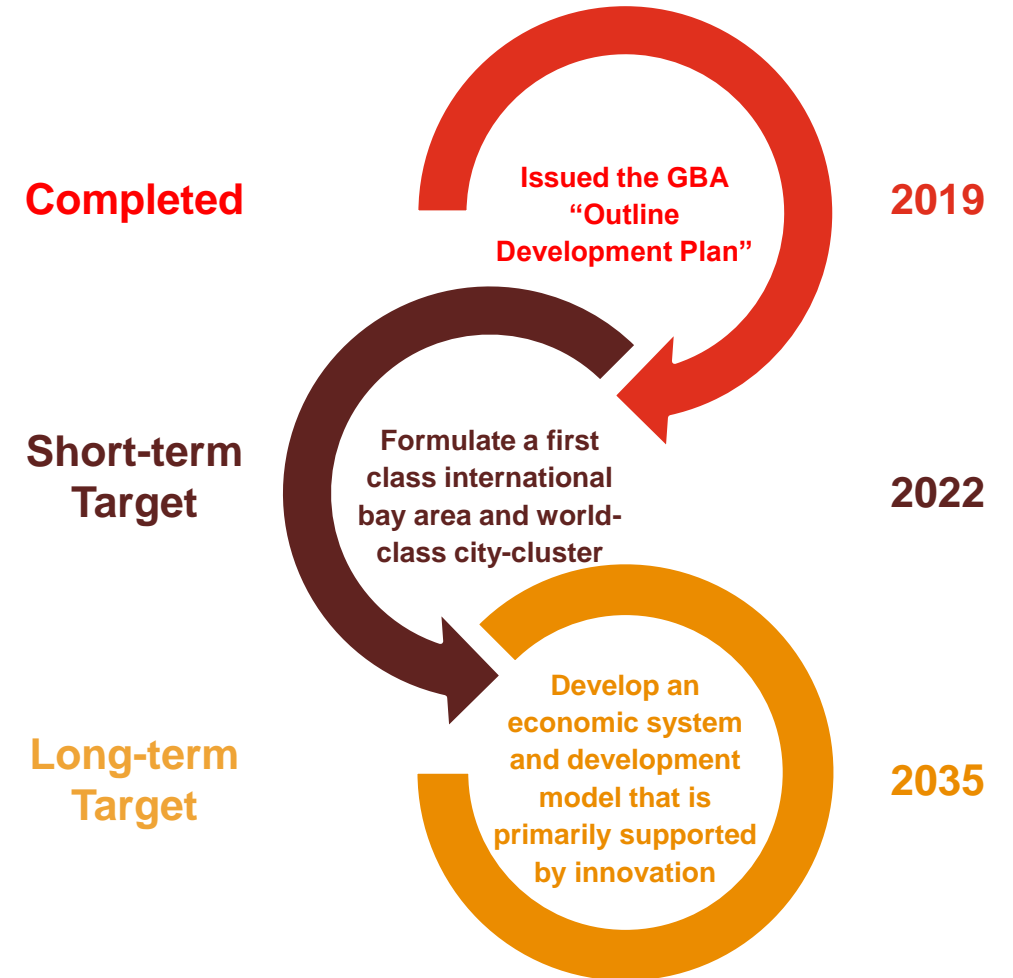 Completed
Issued the GBA
“Outline
Development Plan”
2019
Short-term
Target
Formulate a first
class international
bay area and world-
class city-cluster
2022
Long-term
Target
Develop an
economic system
and development
model that is
primarily supported
by innovation
2035